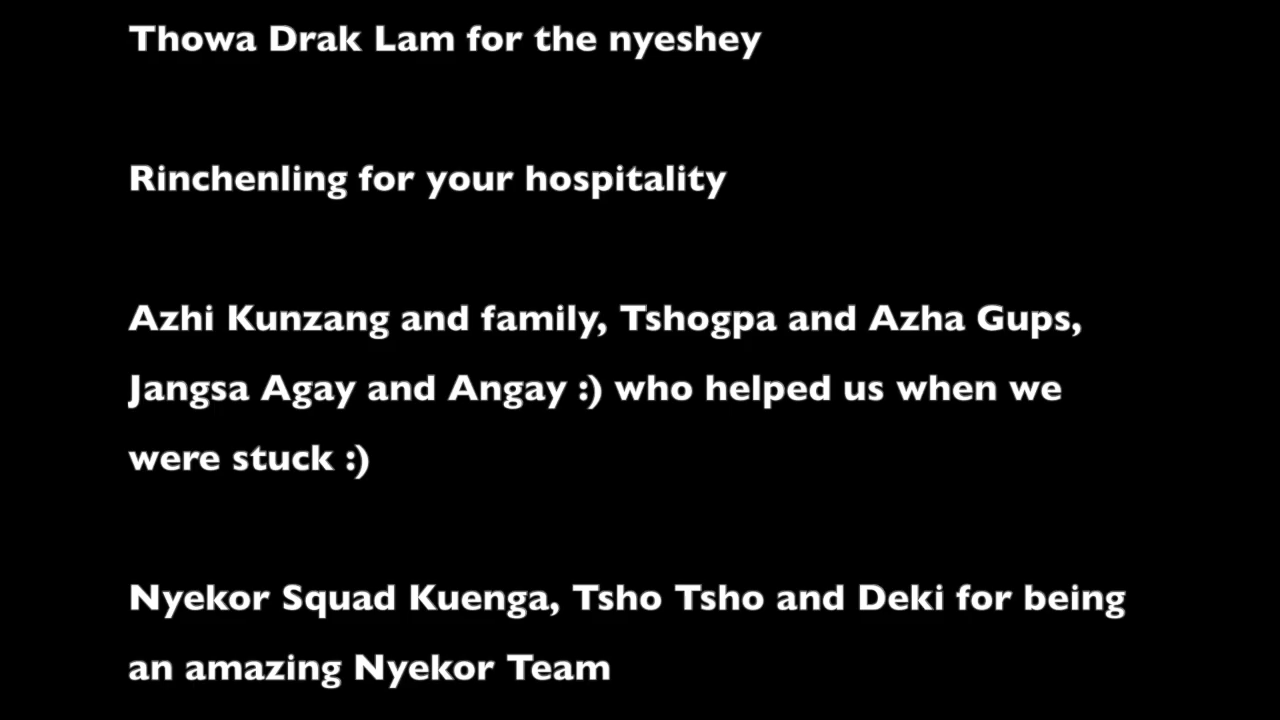 Thowa Drak Lam for the nyeshey
Rinchenling for your hospitality
Azhi Kunzang and family, Tshogpa and Azha Gups,
Jangsa Agay and Angay :) who helped us when we
were stuck :)
Nyekor Squad Kuenga, Tsho Tsho and Deki for being
an amazing Nyekor Team